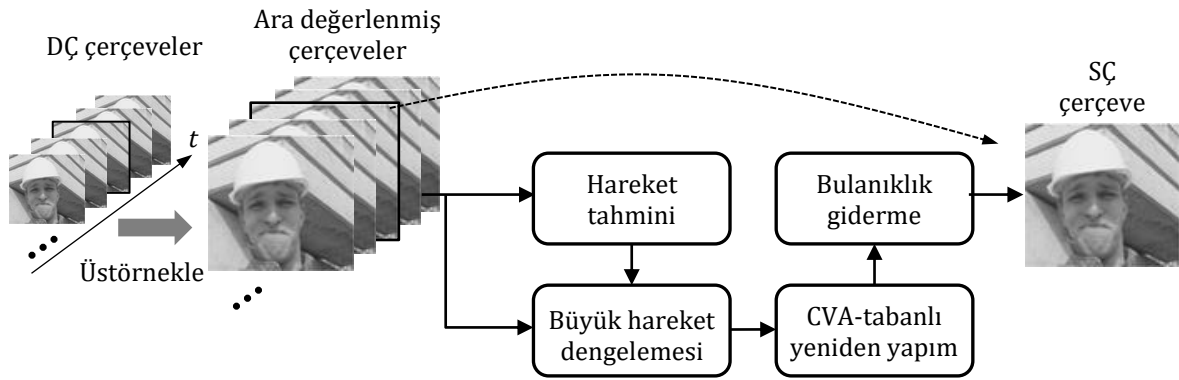 DÇ çerçeveler
Ara değerlenmiş
çerçeveler
t
Üstörnekle
Hareket
tahmini
Büyük hareket
dengelemesi
CVA-tabanlı
yeniden yapım
Bulanıklık
giderme
SÇ
çerçeve